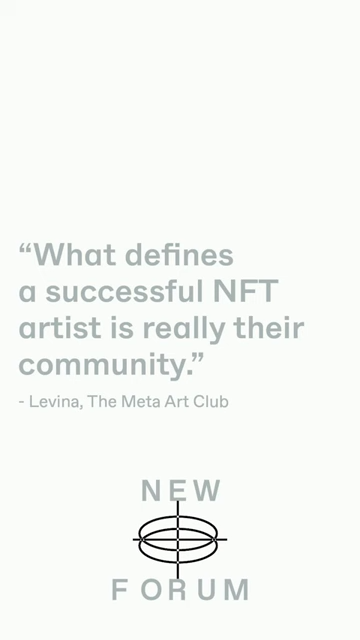 “What defines
a successful NFT
artist is really their
community.”
- Levina, The Meta Art Club
NEW
FORUM